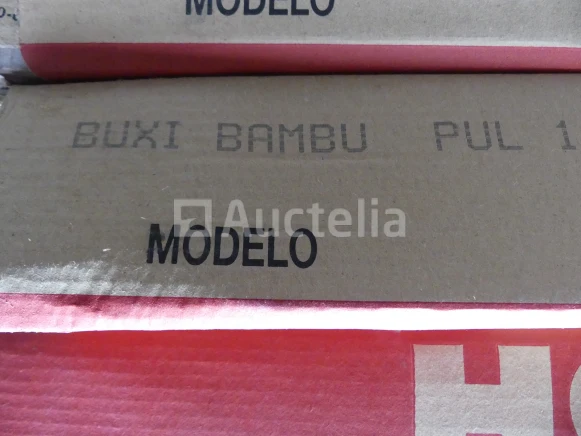 MODELO
BUXI BAMBU PUL 1
Auctelia
MODELO